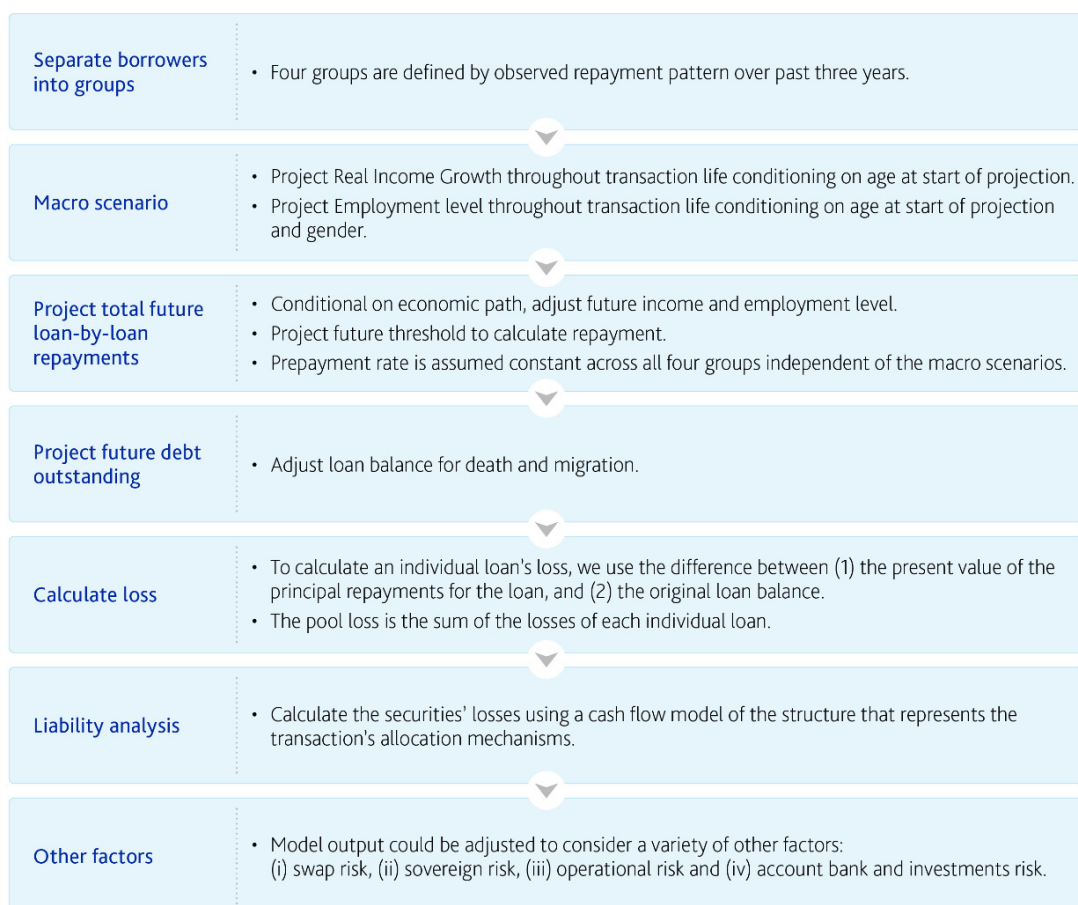 Separate borrowers
into groups
• Four groups are defined by observed repayment pattern over past three years.
Macro scenario
• Project Real Income Growth throughout transaction life conditioning on age at start of projection.
• Project Employment level throughout transaction life conditioning on age at start of projection
and gender.
Project total future
loan-by-loan
repayments
• Conditional on economic path, adjust future income and employment level.
• Project future threshold to calculate repayment.
• Prepayment rate is assumed constant across all four groups independent of the macro scenarios.
Project future debt
outstanding
• Adjust loan balance for death and migration.
Calculate loss
• To calculate an individual loan's loss, we use the difference between (1) the present value of the
principal repayments for the loan, and (2) the original loan balance.
• The pool loss is the sum of the losses of each individual loan.
Liability analysis
• Calculate the securities' losses using a cash flow model of the structure that represents the
transaction's allocation mechanisms.
Other factors
• Model output could be adjusted to consider a variety of other factors:
(i) swap risk, (ii) sovereign risk, (iii) operational risk and (iv) account bank and investments risk.